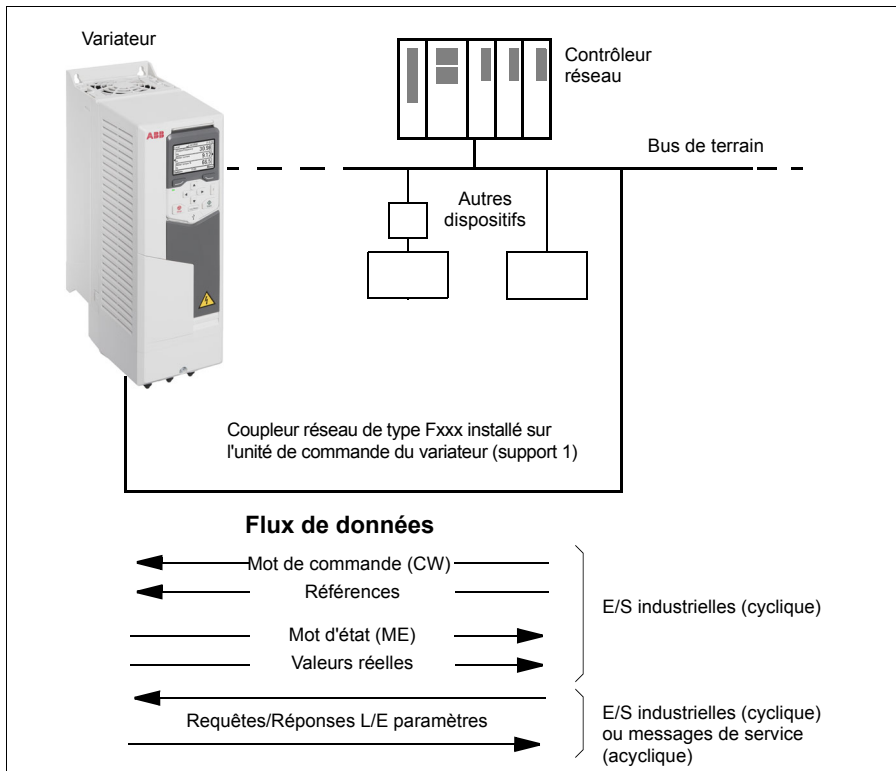 Variateur
Contrôleur
réseau
ABB
Bus de terrain
Autres
dispositifs
Coupleur réseau de type Fxxx installé sur
l'unité de commande du variateur (support 1)
Flux de données
Mot de commande (CW)
Références
E/S industrielles (cyclique)
Mot d'état (ME)
Valeurs réelles
Requêtes/Réponses L/E paramètres
E/S industrielles (cyclique)
ou messages de service
(acyclique)